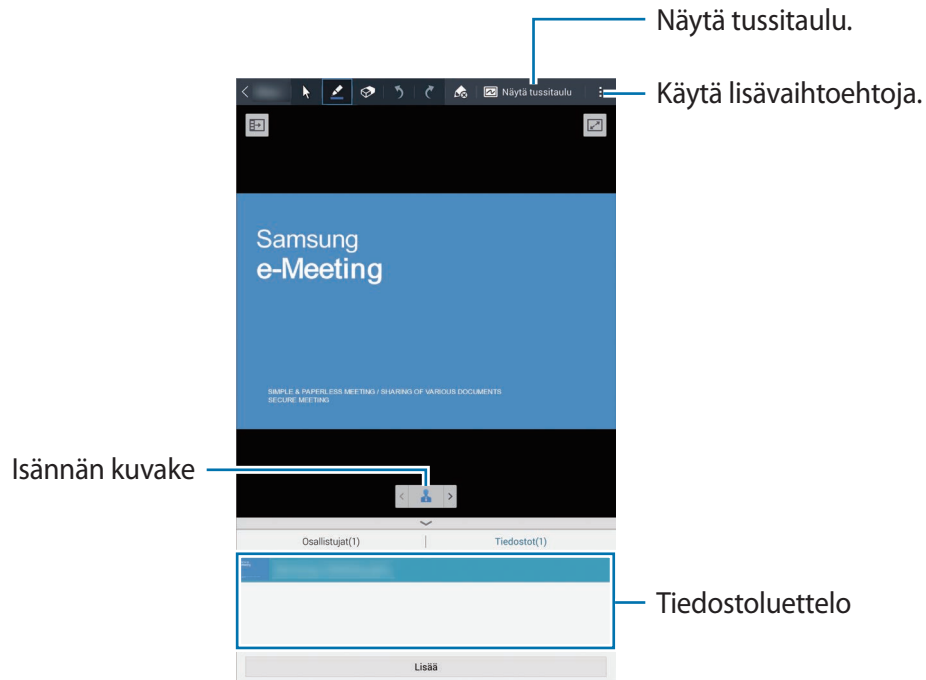 Näytä tussitaulu.
Näytä tussitaulu
Käytä lisävaihtoehtoja.
Samsung
e-Meeting
SIMPLE & PAPERLESS MEETING / SHARING OF VARIOUS DOCUMENTS
SECURE MEETING
Isännän kuvake
Osallistujat(1)
Tiedostot(1)
Tiedostoluettelo
Lisää